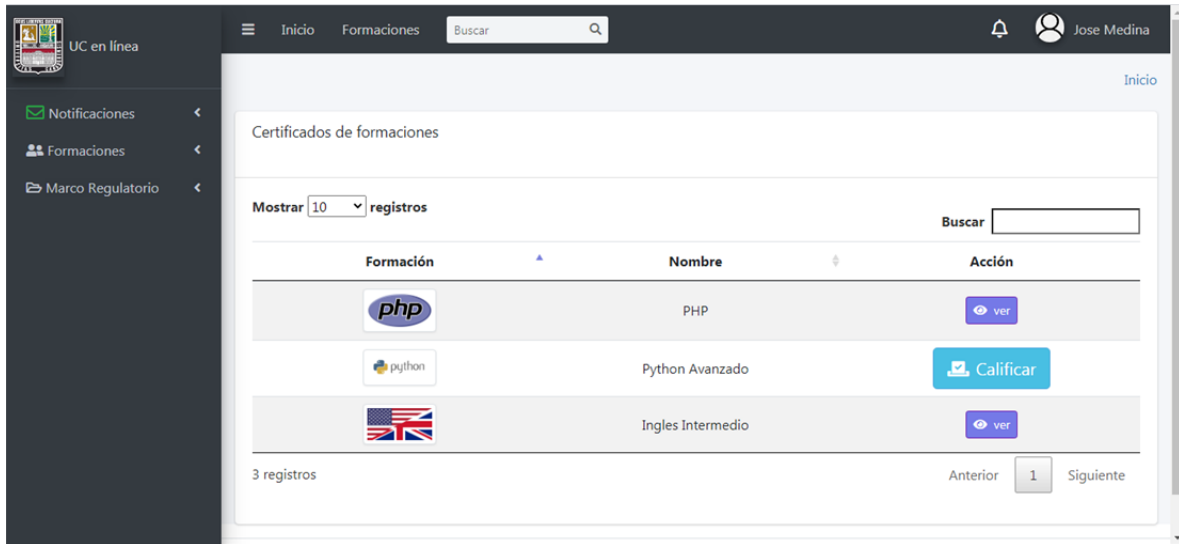 UC en línea
Inicio Formaciones Buscar Jose Medina
Inicio
Notificaciones
Formaciones
Marco Regulatorio
Certificados de formaciones
Mostrar 10 registros
Buscar
Formación Nombre Acción
php PHP ver
python Python Avanzado Calificar
Ingles Intermedio ver
3 registros Anterior 1 Siguiente